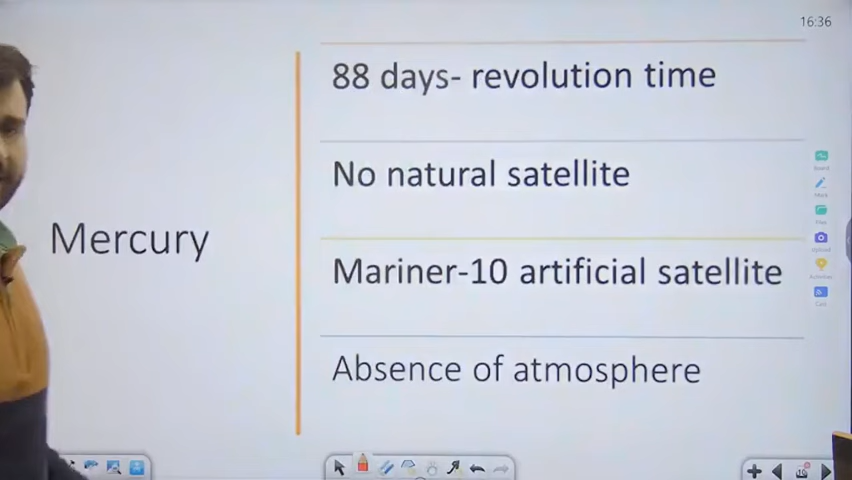 16:36
88 days- revolution time
No natural satellite
Mercury
Mariner-10 artificial satellite
Absence of atmosphere